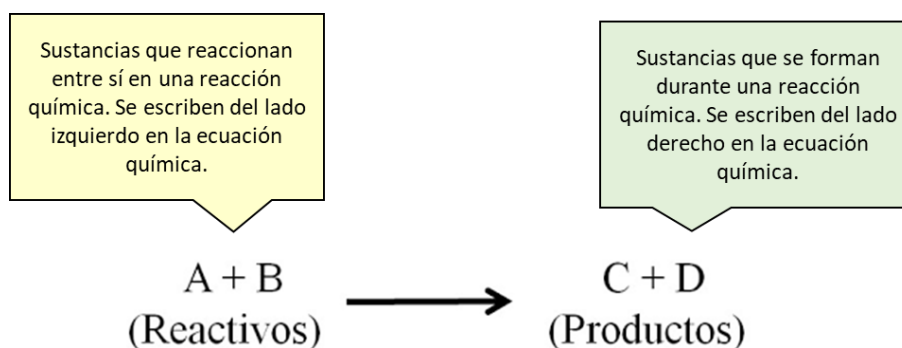 Sustancias que reaccionan
entre sí en una reacción
química. Se escriben del lado
izquierdo en la ecuación
química.
Sustancias que se forman
durante una reacción
química. Se escriben del lado
derecho en la ecuación
química.
A + B
(Reactivos)
C + D
(Productos)